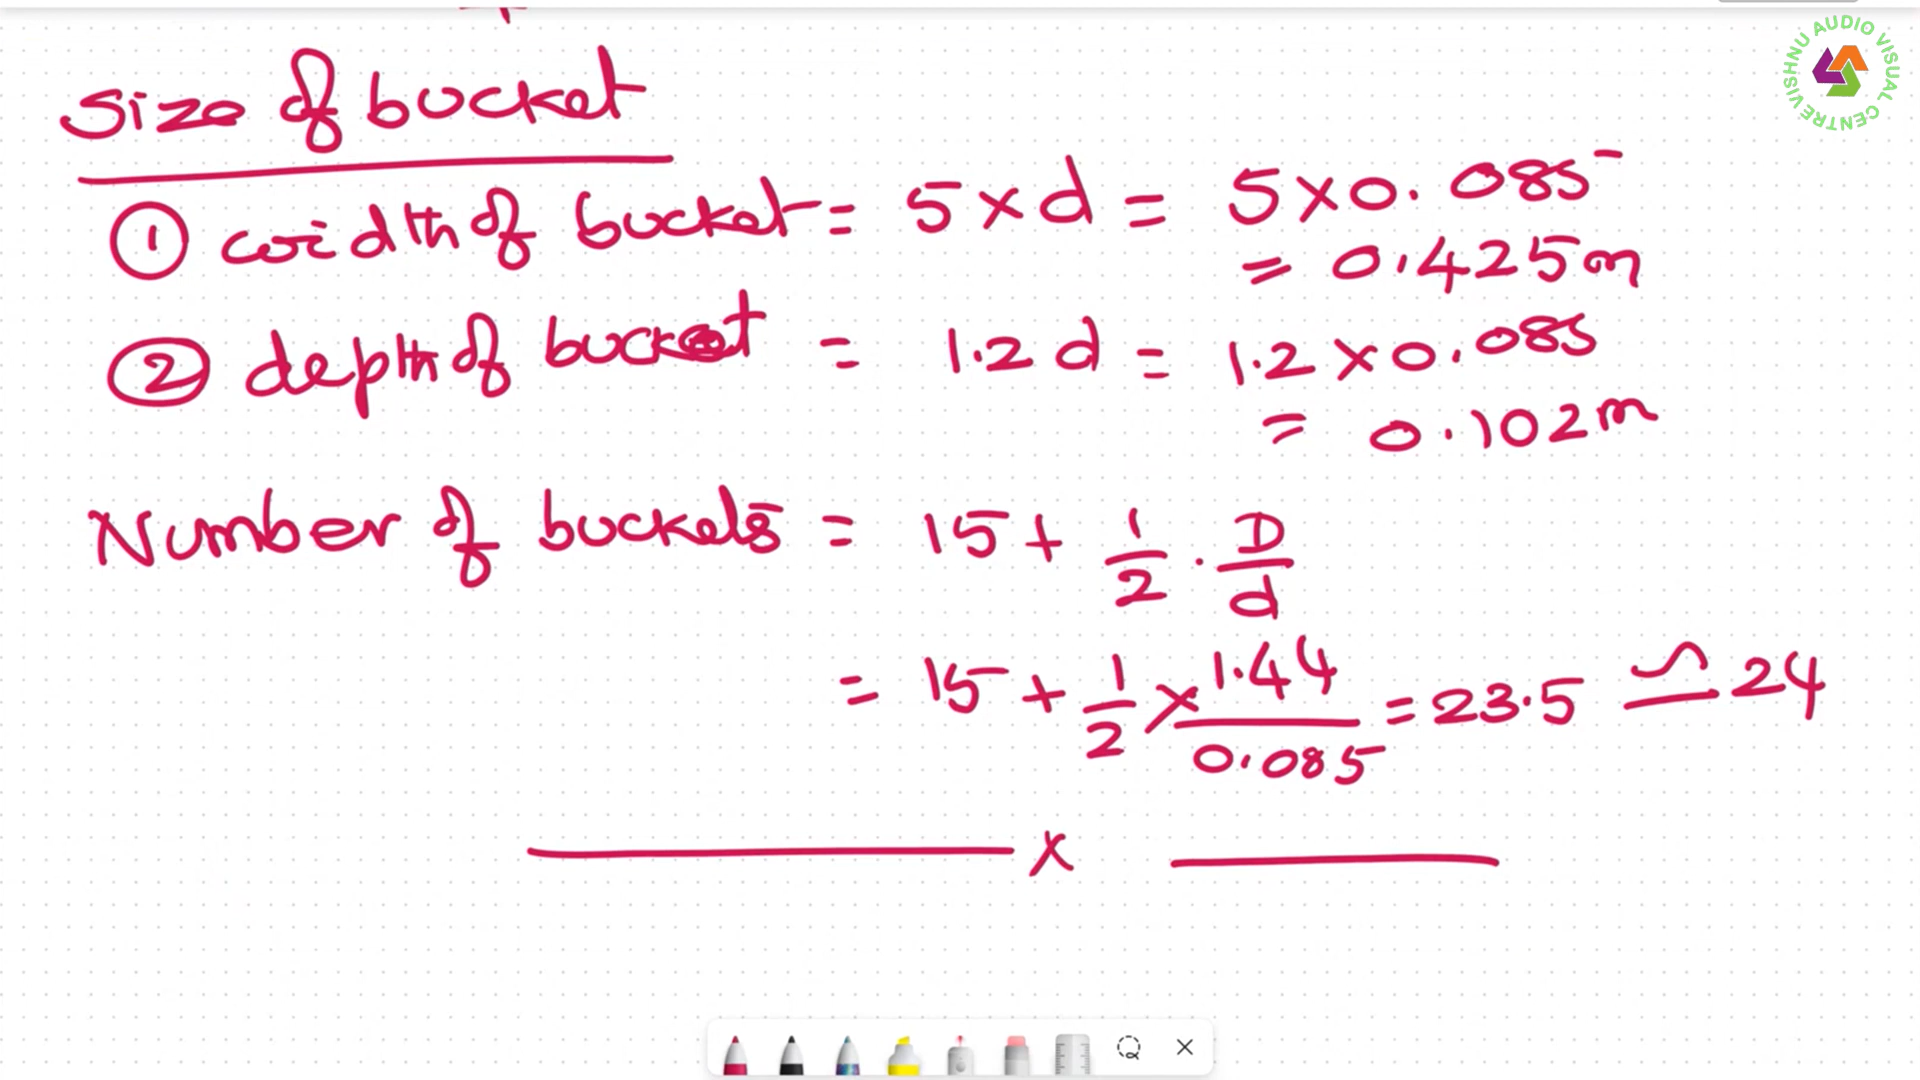 VISHNU AUDIO VISUAL CENTRE
Size of bucket
① width of bucket = 5 × d = 5 × 0.085
= 0.425m
② depth of bucket = 1.2 d = 1.2 × 0.085
= 0.102m
Number of buckets = 15 + 1/2 . D/d
= 15 + 1/2 × 1.44/0.085 = 23.5 ≃ 24
x